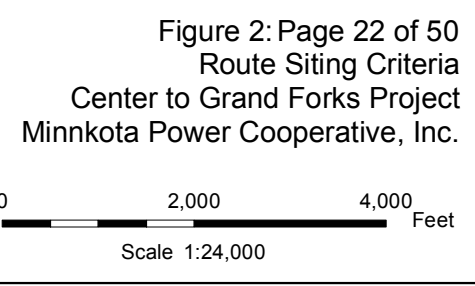 Figure 2: Page 22 of 50
Route Siting Criteria
Center to Grand Forks Project
Minnkota Power Cooperative, Inc.
0 2,000 4,000
Feet
Scale 1:24,000